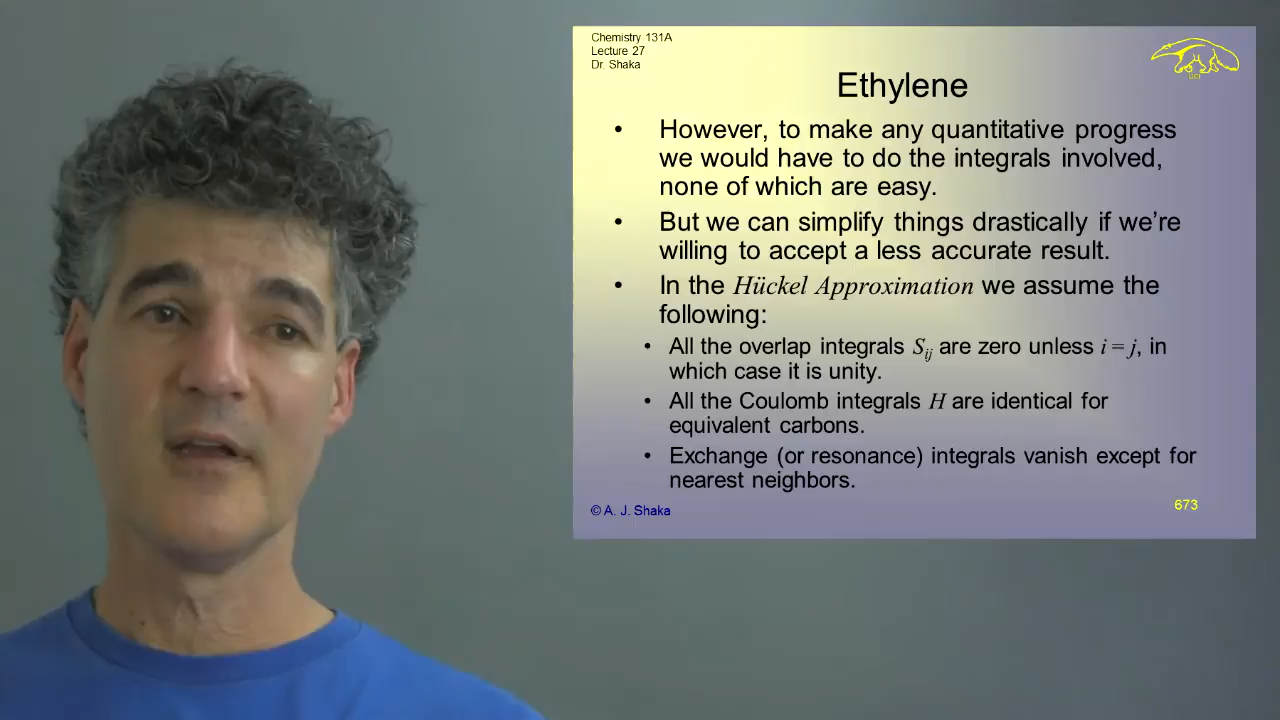 Chemistry 131A
Lecture 27
Dr. Shaka
UCI
Ethylene
• However, to make any quantitative progress
we would have to do the integrals involved,
none of which are easy.
• But we can simplify things drastically if we’re
willing to accept a less accurate result.
• In the Hückel Approximation we assume the
following:
• All the overlap integrals Sij are zero unless i = j, in
which case it is unity.
• All the Coulomb integrals H are identical for
equivalent carbons.
• Exchange (or resonance) integrals vanish except for
nearest neighbors.
© A. J. Shaka
673